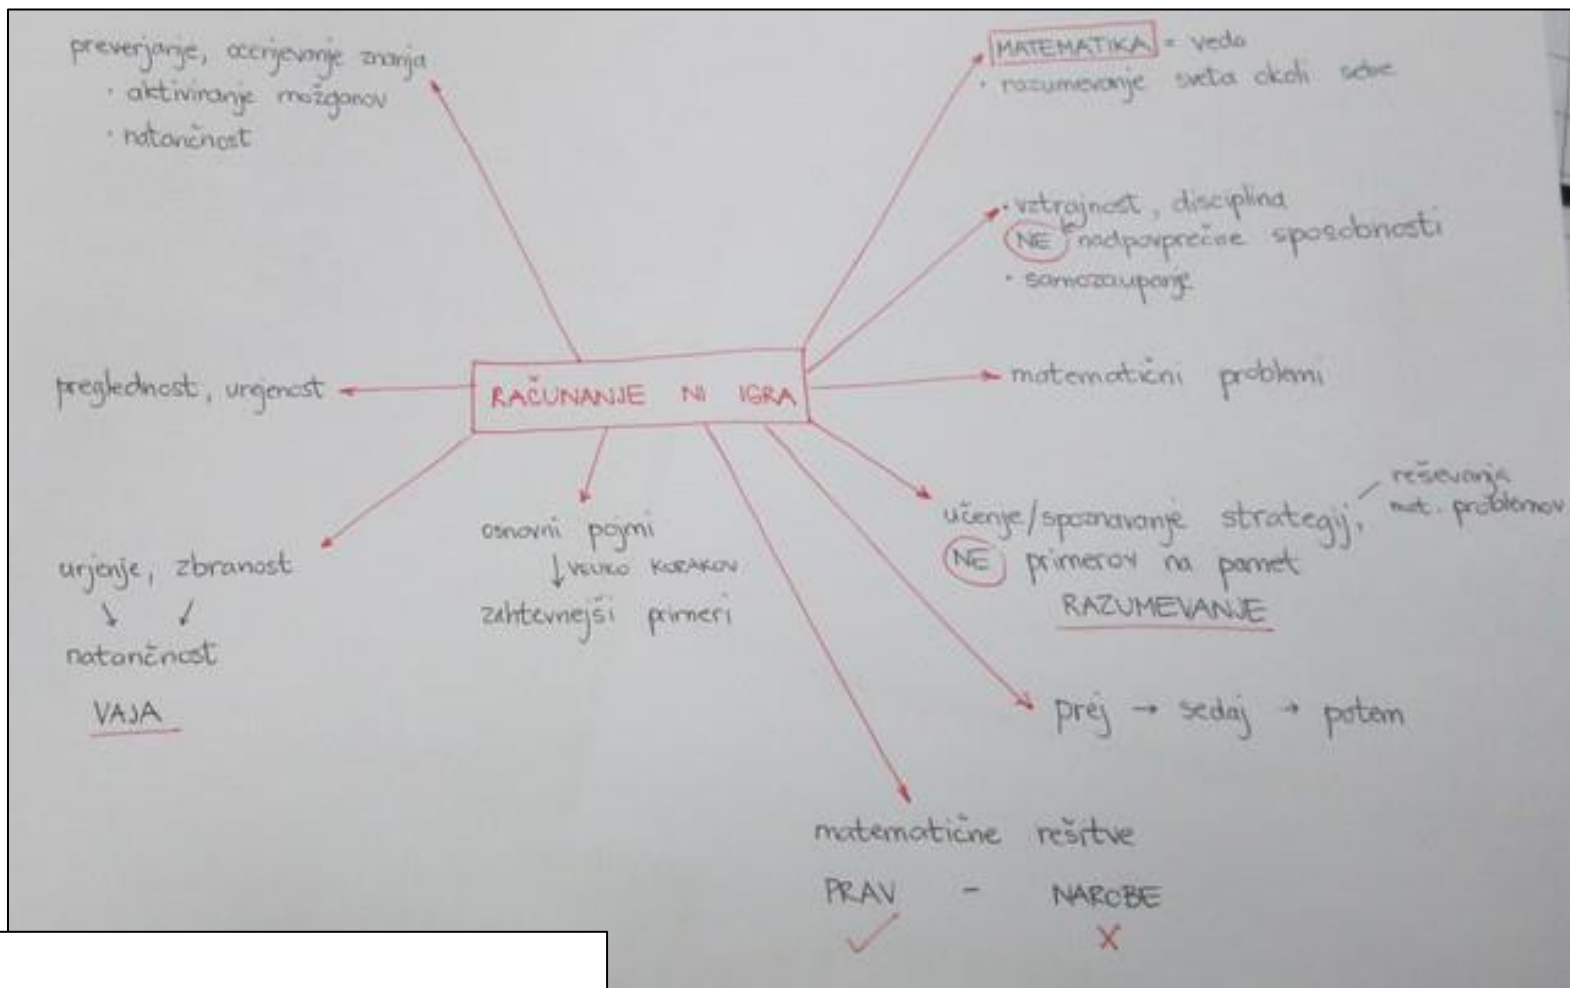 preverjanje, ocenjevanje znanja
· aktiviranje možganov
· natančnost
MATEMATIKA = veda
· razumevanje sveta okoli sebe
· vztrajnost, disciplina
NE le nadpovprečne sposobnosti
· samozaupanje
preglednost, urejenost
RAČUNANJE NI IGRA
matematični problemi
učenje/spoznavanje strategij,
reševanja
mat. problemov
NE primerov na pamet
RAZUMEVANJE
osnovni pojmi
↓ VELIKO KORAKOV
zahtevnejši primeri
urjenje, zbranost
↓ ↓
natančnost
VAJA
prej → sedaj → potem
matematične rešitve
PRAV - NAROBE
✓ X